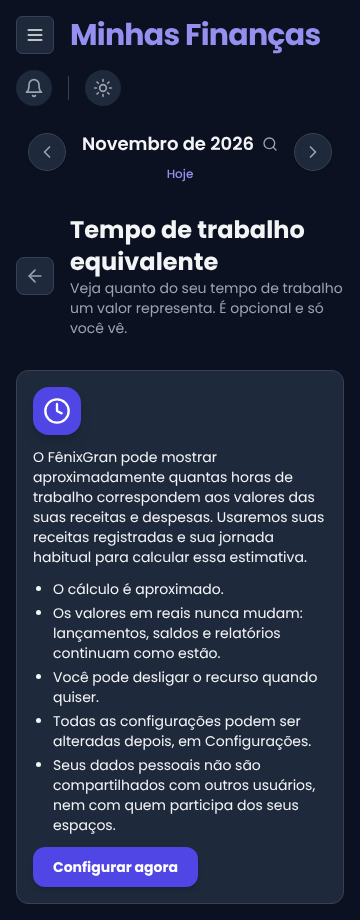 Minhas Finanças
Novembro de 2026
Hoje
Tempo de trabalho
equivalente
Veja quanto do seu tempo de trabalho
um valor representa. É opcional e só
você vê.
O FênixGran pode mostrar
aproximadamente quantas horas de
trabalho correspondem aos valores das
suas receitas e despesas. Usaremos suas
receitas registradas e sua jornada
habitual para calcular essa estimativa.
• O cálculo é aproximado.
• Os valores em reais nunca mudam:
lançamentos, saldos e relatórios
continuam como estão.
• Você pode desligar o recurso quando
quiser.
• Todas as configurações podem ser
alteradas depois, em Configurações.
• Seus dados pessoais não são
compartilhados com outros usuários,
nem com quem participa dos seus
espaços.
Configurar agora